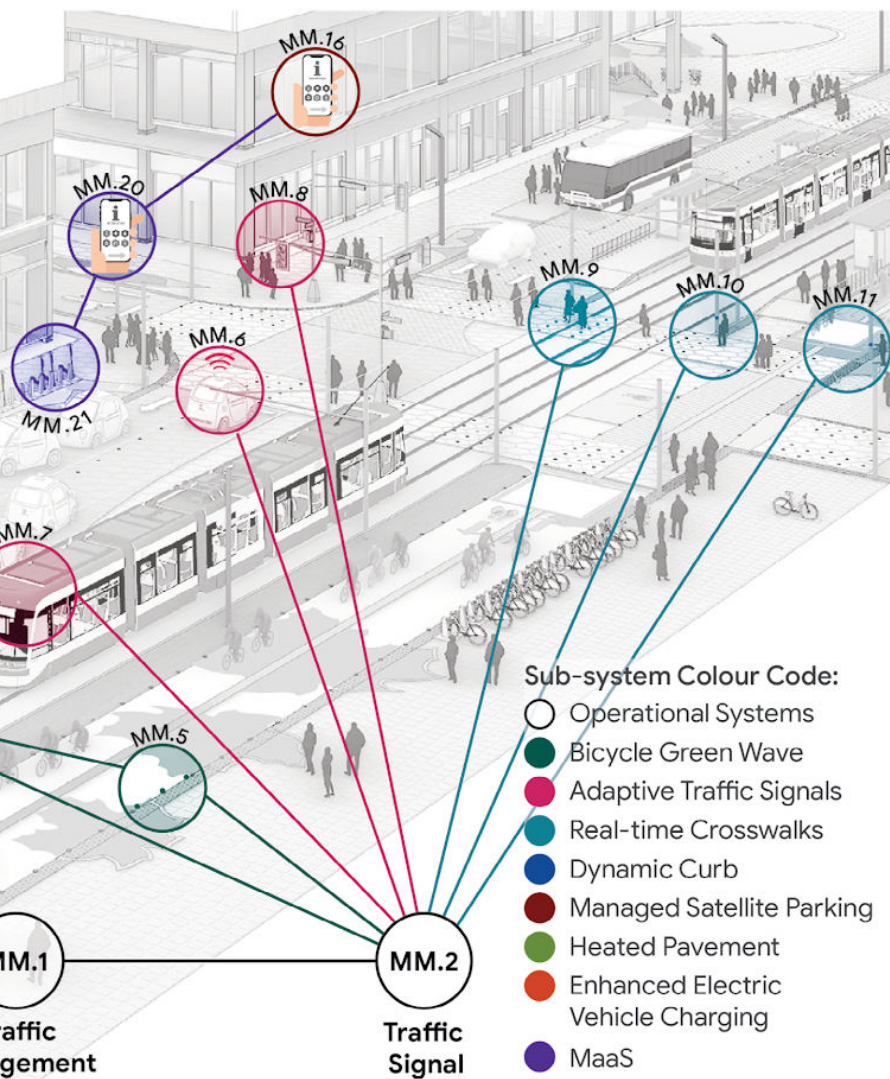 MM.16
MM.20
MM.8
MM.9
MM.10
MM.11
MM.6
MM.21
MM.7
MM.5
Sub-system Colour Code:
Operational Systems
Bicycle Green Wave
Adaptive Traffic Signals
Real-time Crosswalks
Dynamic Curb
Managed Satellite Parking
Heated Pavement
Enhanced Electric
Vehicle Charging
MaaS
MM.1
MM.2
raffic
gement
Traffic
Signal